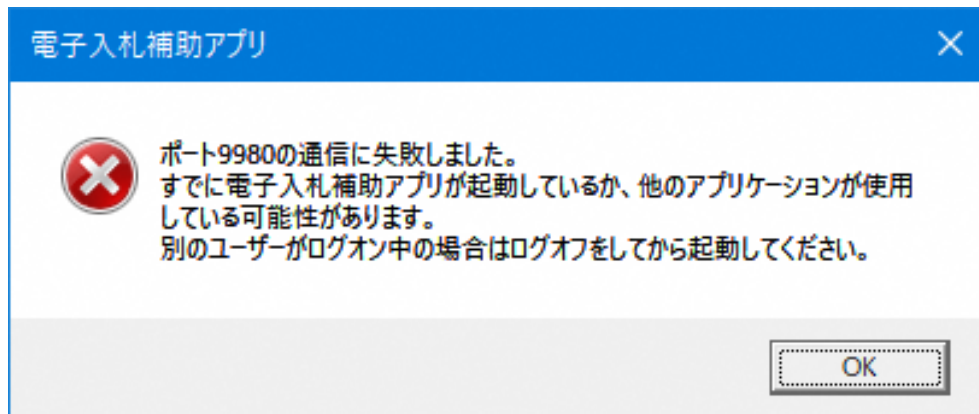 電子入札補助アプリ
ポート9980の通信に失敗しました。
すでに電子入札補助アプリが起動しているか、他のアプリケーションが使用
している可能性があります。
別のユーザーがログオン中の場合はログオフをしてから起動してください。
OK